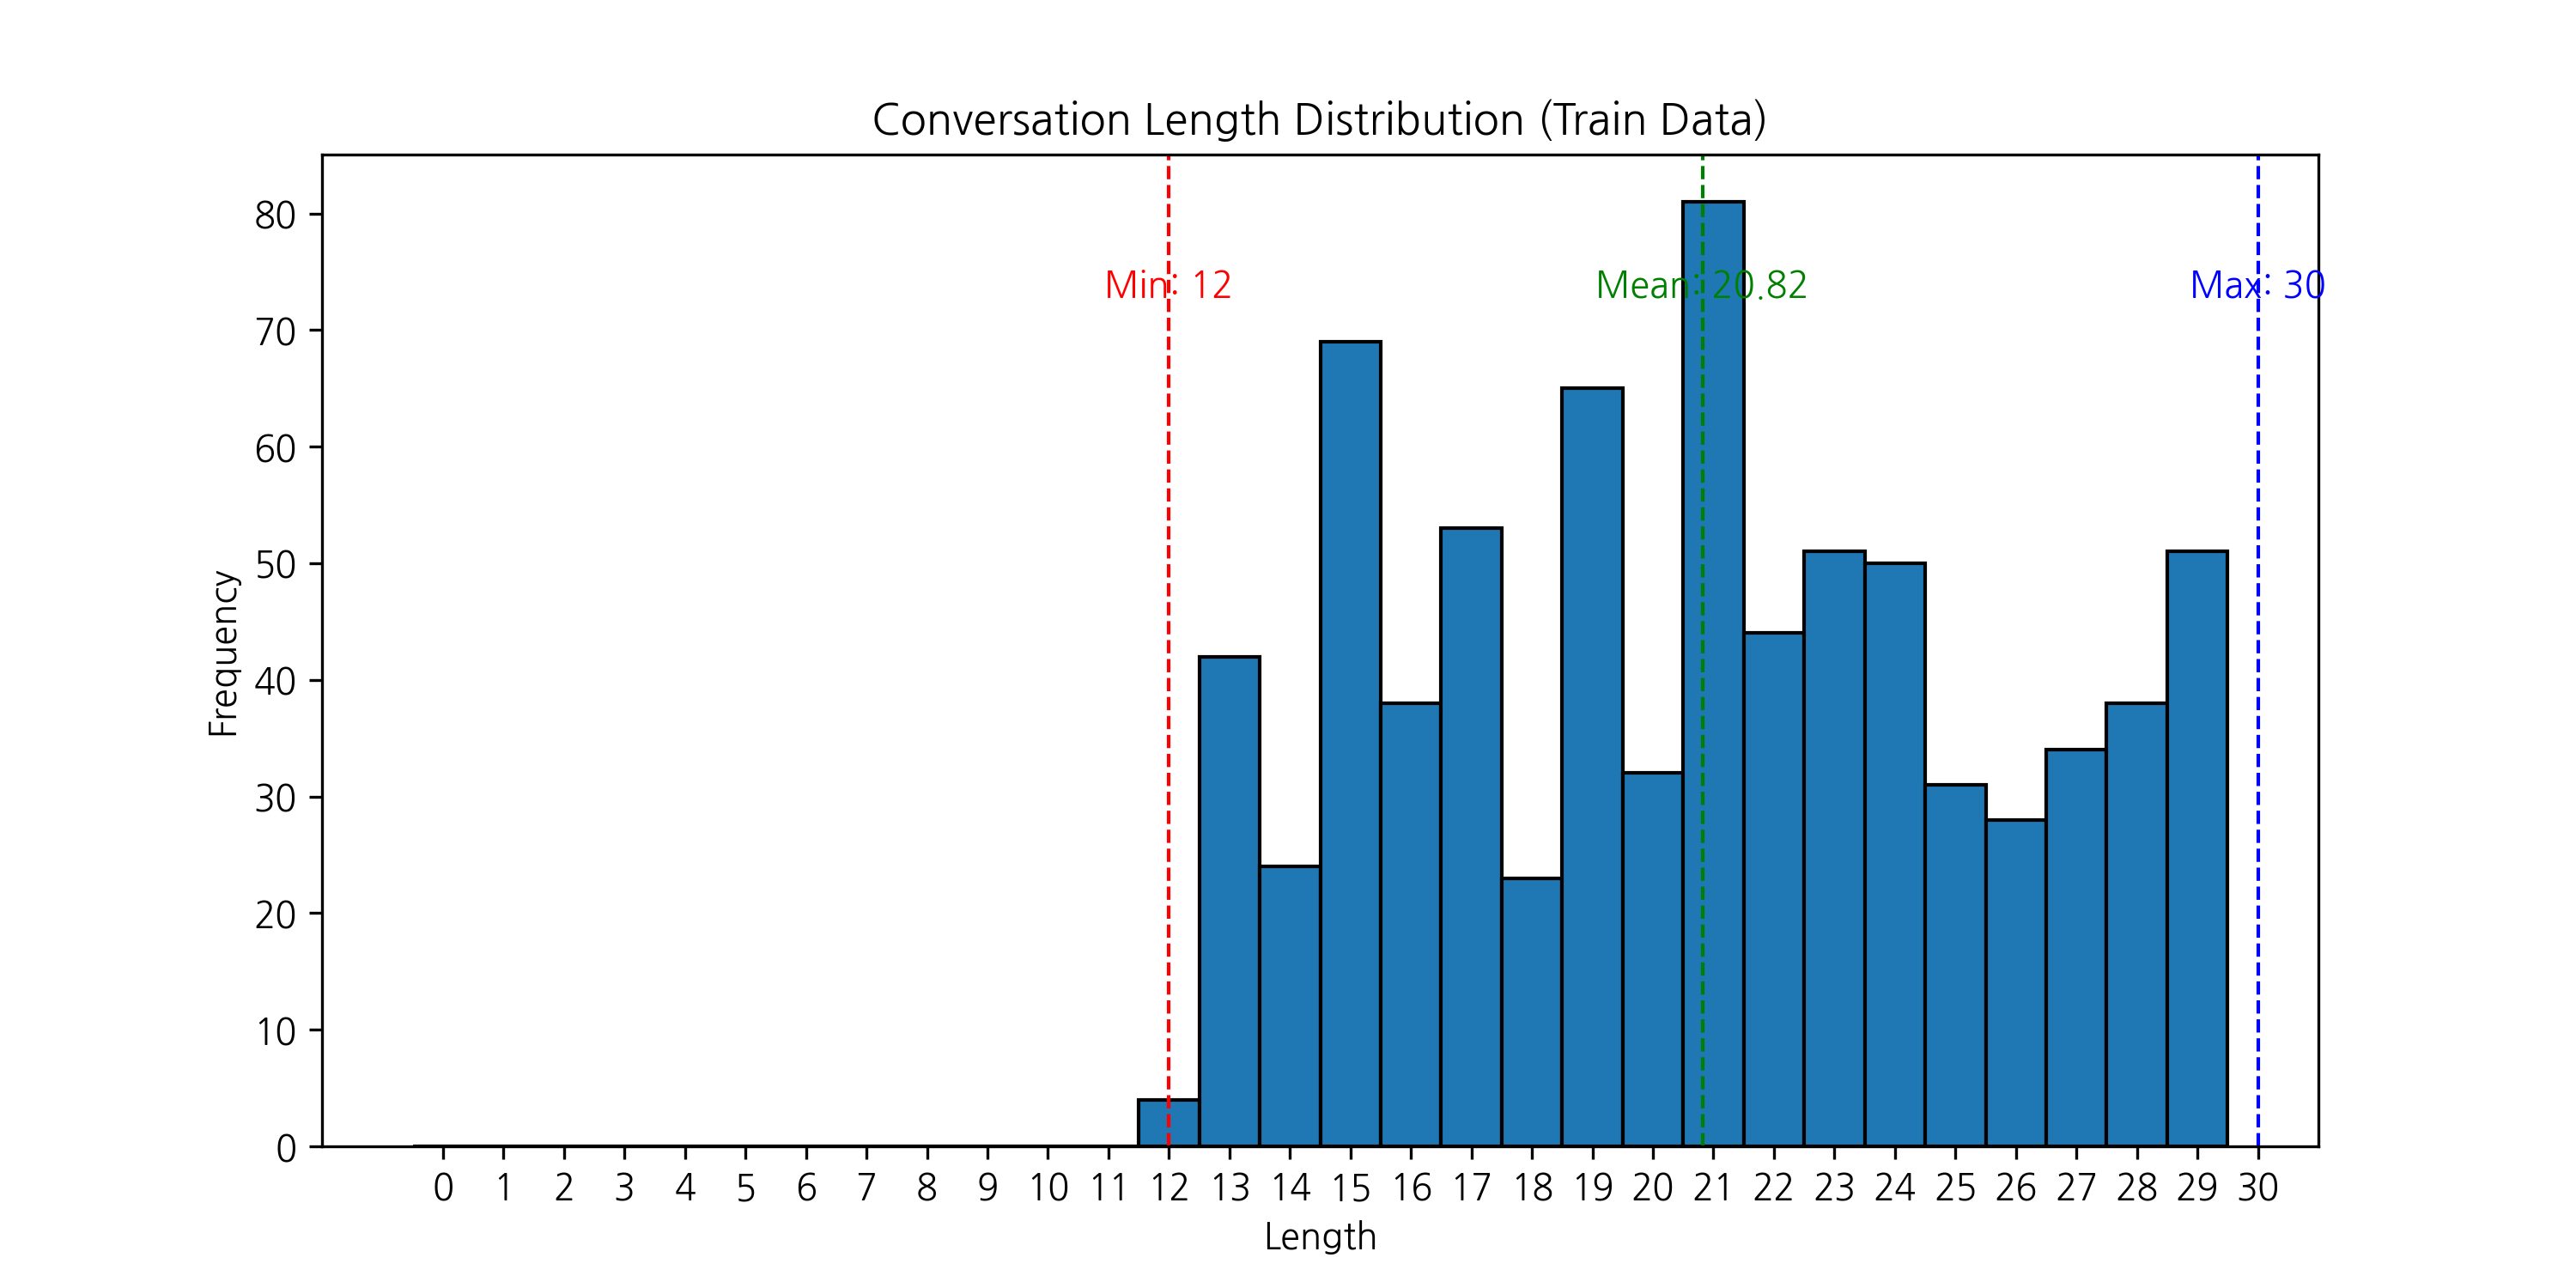 Conversation Length Distribution (Train Data)
80
70
60
50
40
30
20
10
0
Frequency
Min: 12
Mean: 20.82
Max: 30
0 1 2 3 4 5 6 7 8 9 10 11 12 13 14 15 16 17 18 19 20 21 22 23 24 25 26 27 28 29 30
Length